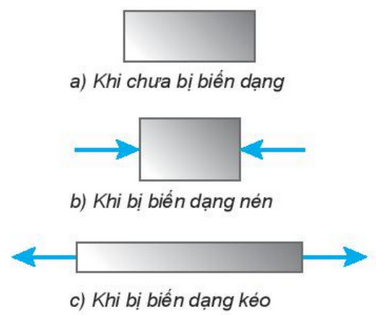 a) Khi chưa bị biến dạng
b) Khi bị biến dạng nén
c) Khi bị biến dạng kéo